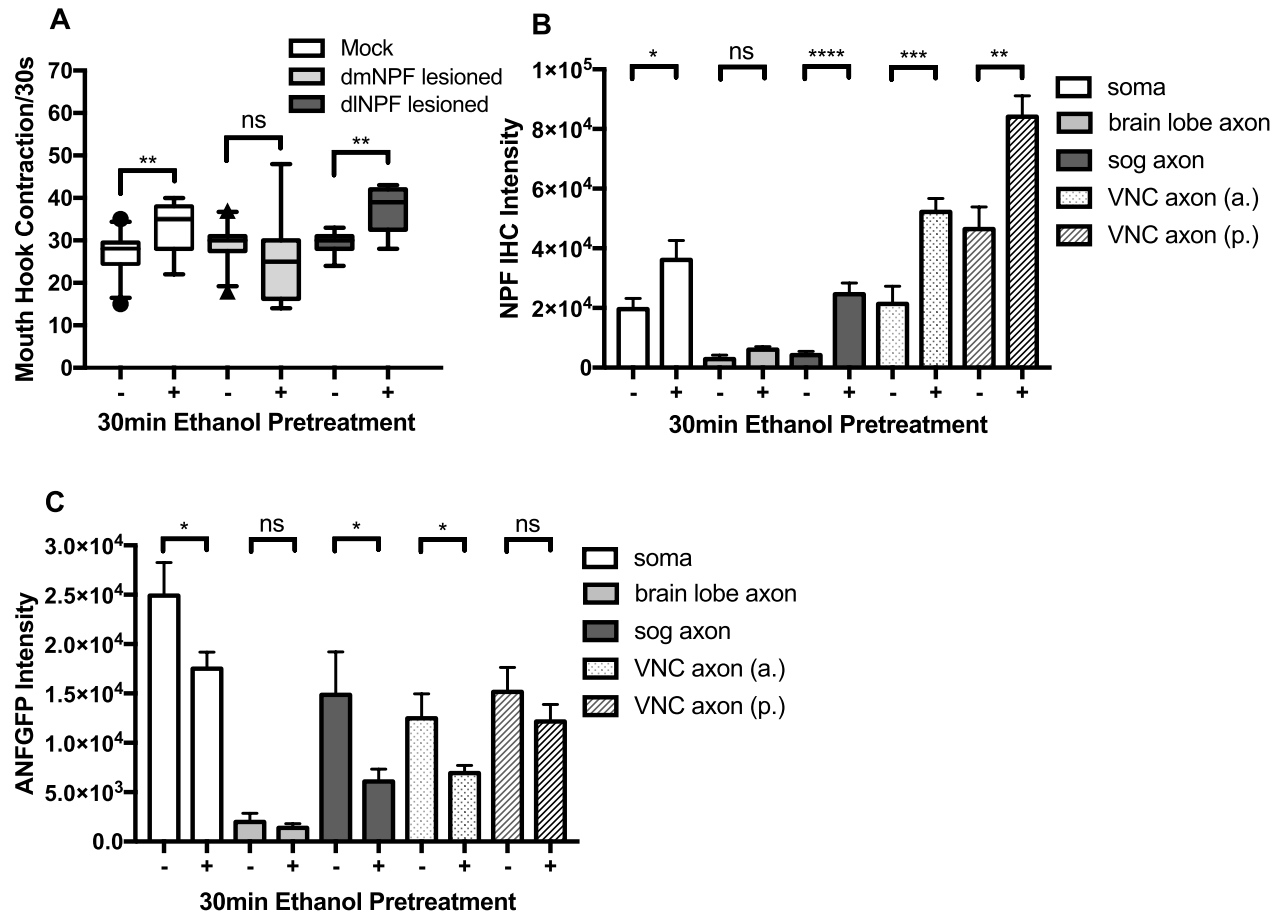 A
Mock
dmNPF lesioned
dlNPF lesioned
Mouth Hook Contraction/30s
70
60
50
40
30
20
10
0
**
ns
**
- + - + - +
30min Ethanol Pretreatment
B
* ns **** *** **
NPF IHC Intensity
1×10⁵
8×10⁴
6×10⁴
4×10⁴
2×10⁴
0
- + - + - + - + - +
30min Ethanol Pretreatment
soma
brain lobe axon
sog axon
VNC axon (a.)
VNC axon (p.)
C
* ns * * ns
ANFGFP Intensity
3.0×10⁴
2.5×10⁴
2.0×10⁴
1.5×10⁴
1.0×10⁴
5.0×10³
0.0
- + - + - + - + - +
30min Ethanol Pretreatment
soma
brain lobe axon
sog axon
VNC axon (a.)
VNC axon (p.)